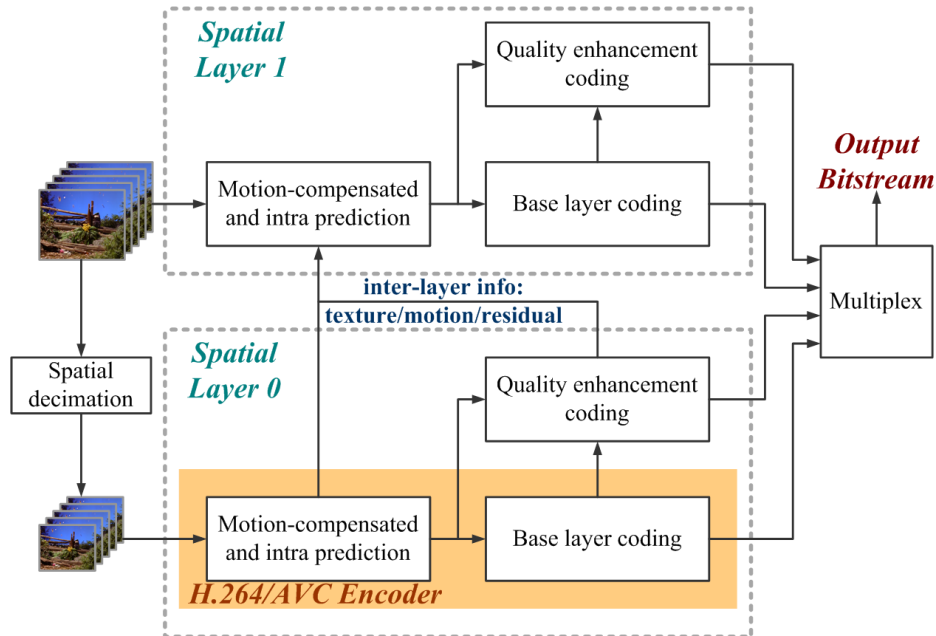 Spatial
Layer 1
Quality enhancement
coding
Motion-compensated
and intra prediction
Base layer coding
Output
Bitstream
Multiplex
inter-layer info:
texture/motion/residual
Spatial
decimation
Spatial
Layer 0
Quality enhancement
coding
Motion-compensated
and intra prediction
Base layer coding
H.264/AVC Encoder